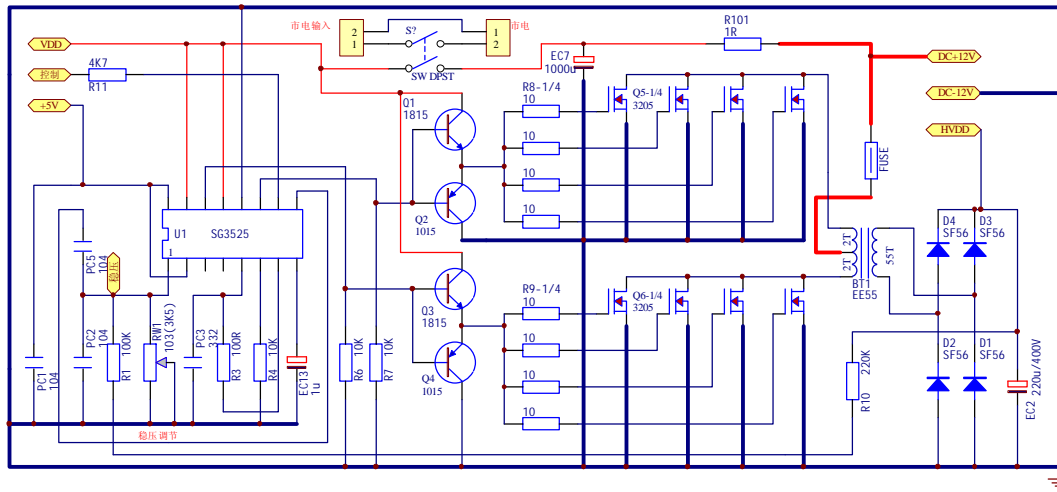 市电输入
市电
S?
2
1
1
2
SW DPST
R101
1R
VDD
控制
+5V
4K7
R11
EC7
1000u
DC+12V
DC-12V
HVDD
Q1
1815
R8-1/4
10
10
10
10
Q5-1/4
3205
FUSE
Q2
1015
U1
SG3525
1
PC5
104
稳压
2T
2T
55T
BT1
EE55
D4
SF56
D3
SF56
Q3
1815
R9-1/4
10
10
10
10
Q6-1/4
3205
Q4
1015
PC1
104
PC2
104
R1
100K
RW1
103(3K5)
PC3
332
R3
100R
R4
10K
EC13
1u
R6
10K
R7
10K
R10
220K
D2
SF56
D1
SF56
EC2
220u/400V
稳压调节